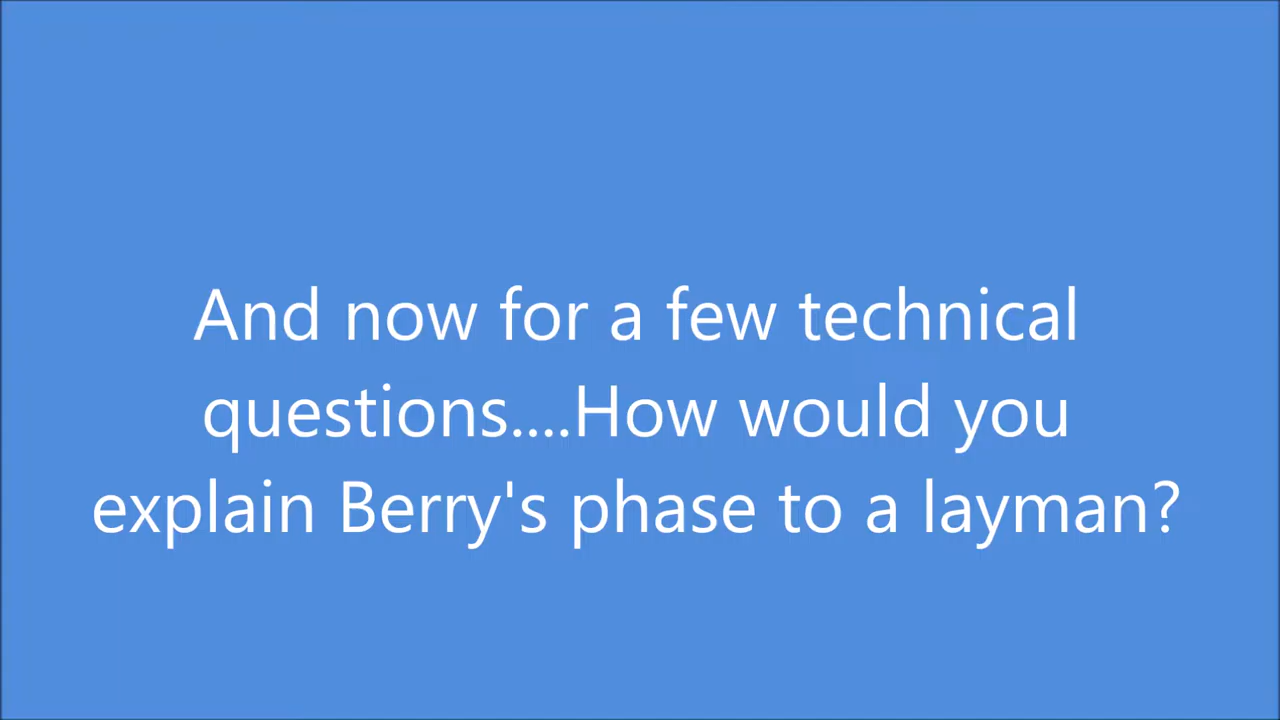 And now for a few technical
questions....How would you
explain Berry's phase to a layman?